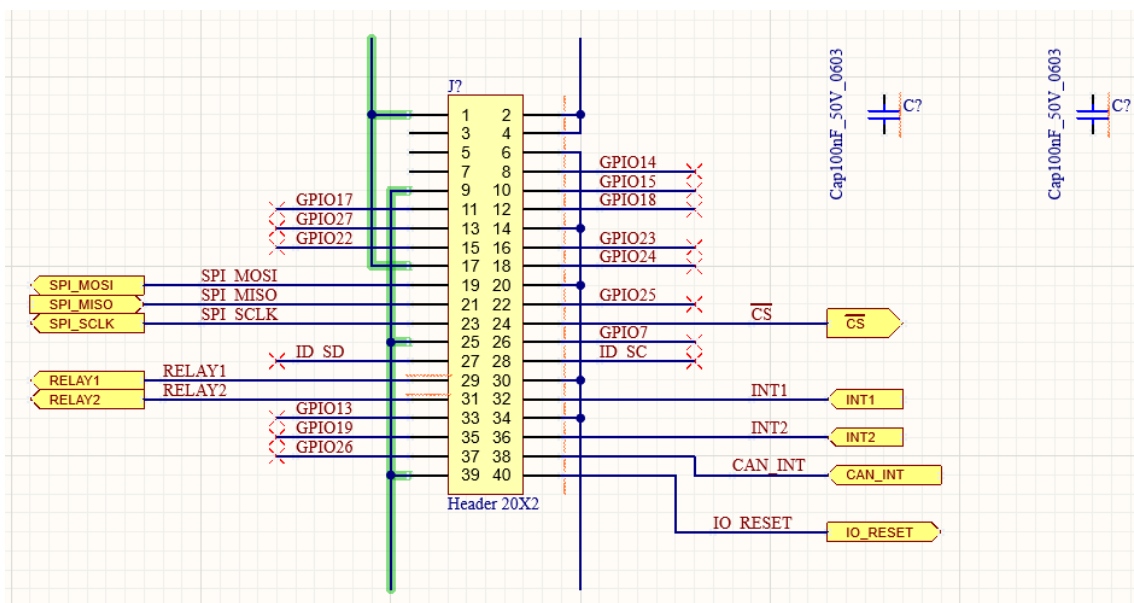 J?
1 2
3 4
5 6
7 8 GPIO14
9 10 GPIO15
GPIO17 11 12 GPIO18
GPIO27 13 14
GPIO22 15 16 GPIO23
17 18 GPIO24
SPI_MOSI SPI_MOSI 19 20
SPI_MISO SPI_MISO 21 22 GPIO25
SPI_SCLK SPI_SCLK 23 24 CS CS
25 26 GPIO7
ID_SD 27 28 ID_SC
RELAY1 RELAY1 29 30
RELAY2 RELAY2 31 32 INT1 INT1
GPIO13 33 34
GPIO19 35 36 INT2 INT2
GPIO26 37 38 CAN_INT CAN_INT
39 40
Header 20X2
IO_RESET IO_RESET
Cap100nF_50V_0603
C?
Cap100nF_50V_0603
C?